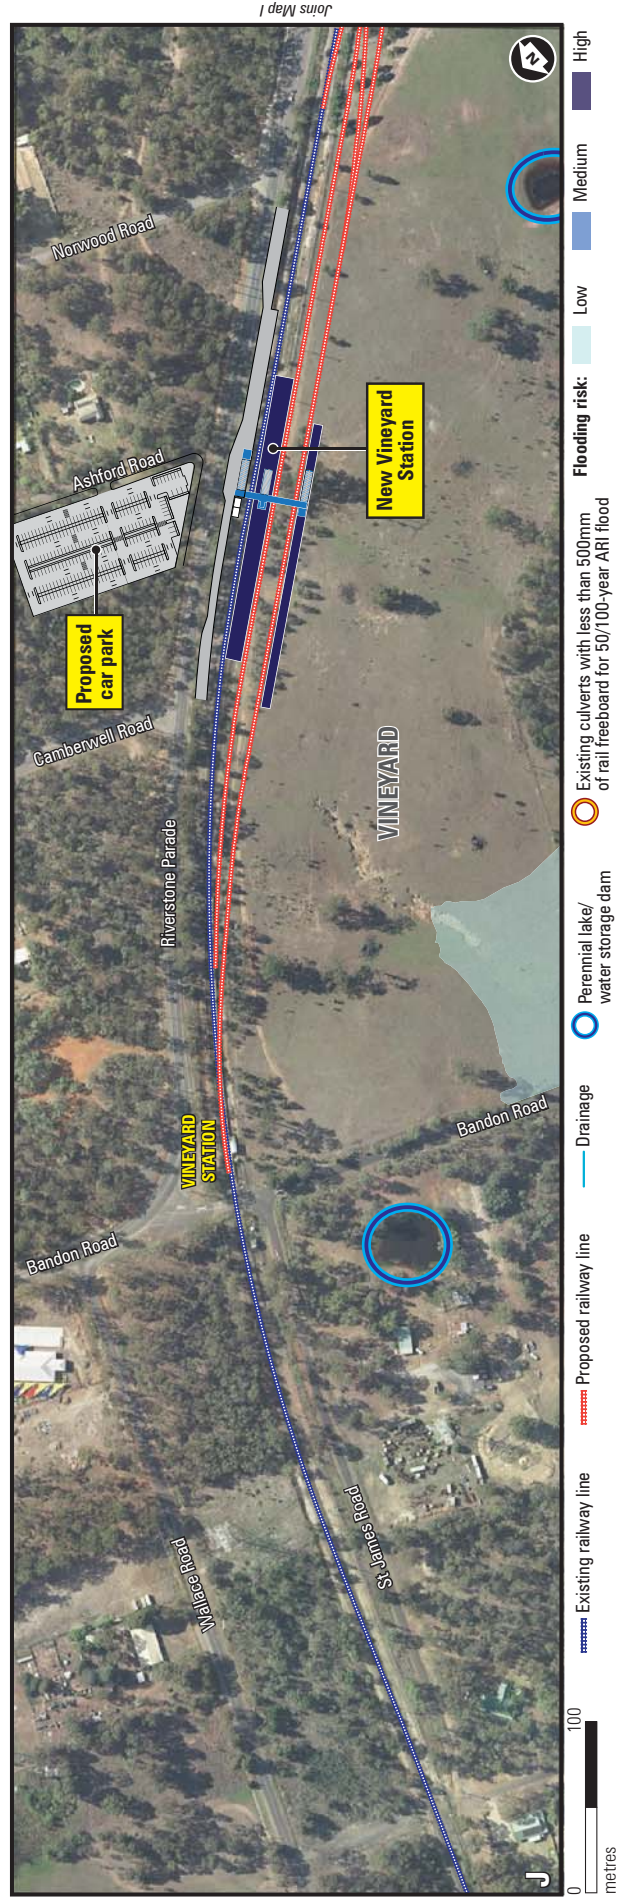 Joins Map I
N
Norwood Road
Ashford Road
Proposed
car park
New Vineyard
Station
Camberwell Road
Riverstone Parade
VINEYARD
VINEYARD
STATION
Bandon Road
Bandon Road
Wallace Road
St James Road
J
0 100
metres
Existing railway line
Proposed railway line
Drainage
Perennial lake/
water storage dam
Existing culverts with less than 500mm
of rail freeboard for 50/100-year ARI flood
Flooding risk:
Low
Medium
High